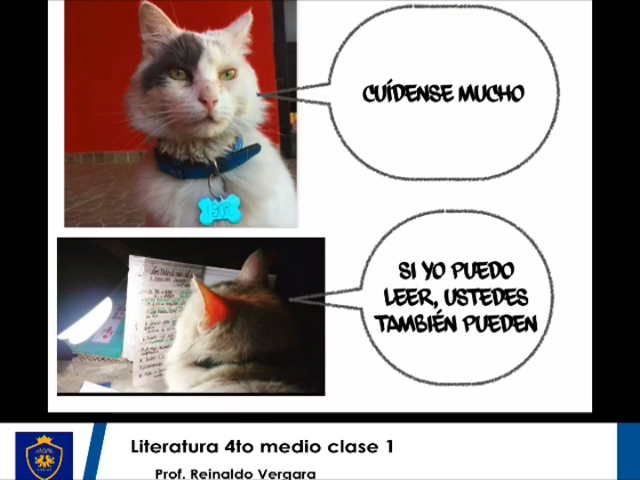 CUÍDENSE MUCHO
SI YO PUEDO
LEER, USTEDES
TAMBIÉN PUEDEN
Literatura 4to medio clase 1
Prof. Reinaldo Vergara